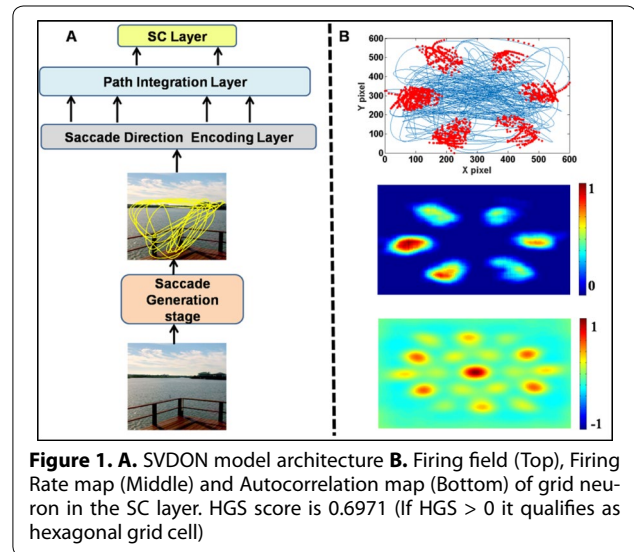 A
SC Layer
Path Integration Layer
Saccade Direction Encoding Layer
Saccade
Generation
stage
B
Y pixel
600
500
400
300
200
100
0
0 100 200 300 400 500 600
X pixel
1
0
1
-1
Figure 1. A. SVDON model architecture B. Firing field (Top), Firing
Rate map (Middle) and Autocorrelation map (Bottom) of grid neu-
ron in the SC layer. HGS score is 0.6971 (If HGS > 0 it qualifies as
hexagonal grid cell)